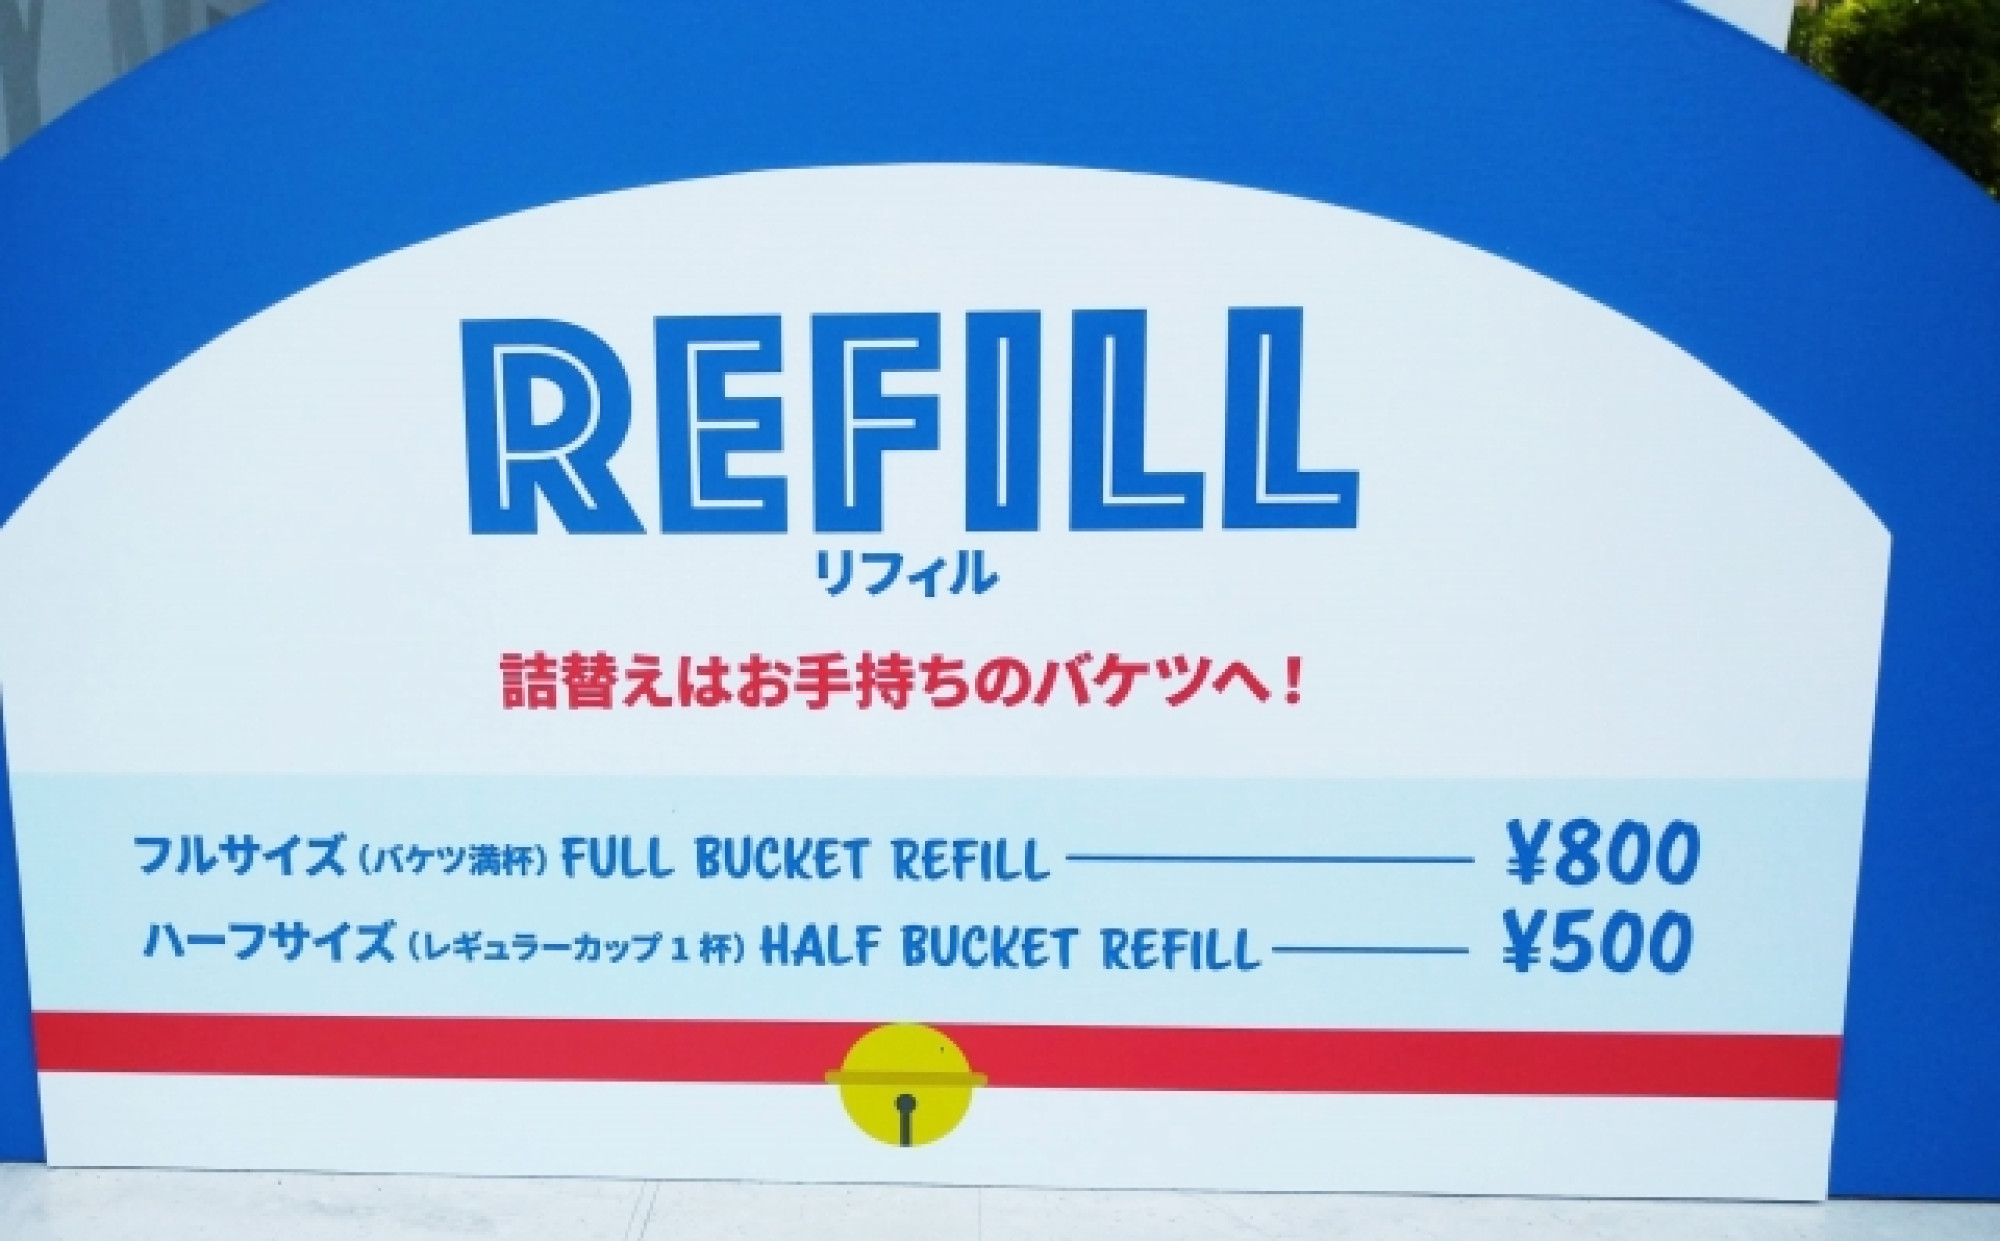 REFILL
リフィル
詰替えはお手持ちのバケツへ！
フルサイズ（バケツ満杯）FULL BUCKET REFILL ¥800
ハーフサイズ（レギュラーカップ1杯）HALF BUCKET REFILL ¥500